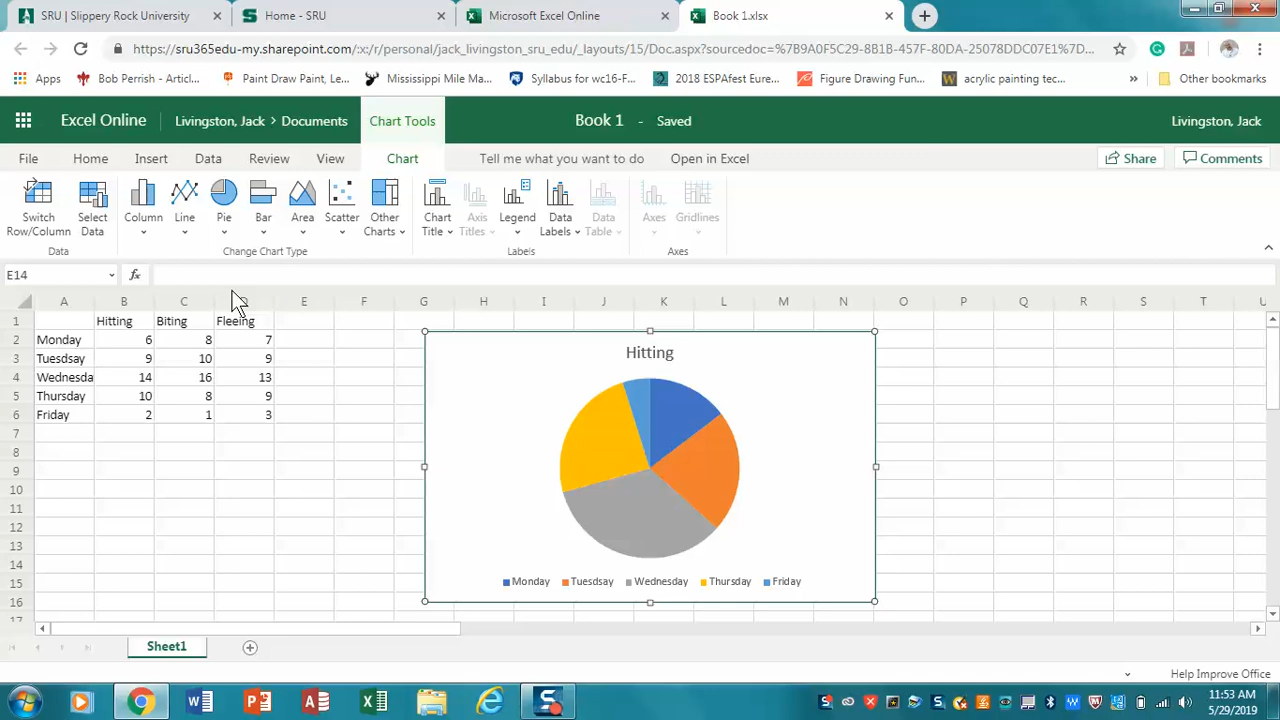 SRU | Slippery Rock University
Home - SRU
Microsoft Excel Online
Book 1.xlsx
https://sru365edu-my.sharepoint.com/:x:/r/personal/jack_livingston_sru_edu/_layouts/15/Doc.aspx?sourcedoc=%7B9A0F5C29-8B1B-457F-80DA-25078DDC07E1%7D...
Apps
Bob Perrish - Articl...
Paint Draw Paint, Le...
Mississippi Mile Ma...
Syllabus for wc16-F...
2018 ESRAfest Eure...
Figure Drawing Fun...
acrylic painting tec...
»
Other bookmarks
Excel Online
Livingston, Jack > Documents
Chart Tools
Book 1 - Saved
Livingston, Jack
File Home Insert Data Review View Chart Tell me what you want to do Open in Excel Share Comments
Switch Row/Column
Select Data
Column
Line
Pie
Bar
Area
Scatter
Other Charts
Chart Title
Axis Titles
Legend
Data Labels
Data Table
Axes
Gridlines
Data
Change Chart Type
Labels
Axes
E14
fx
A B C E F G H I J K L M N O P Q R S T U
1 Hitting Biting Fleeing
2 Monday 6 8 7
3 Tuesdsay 9 10 9
4 Wednesda 14 16 13
5 Thursday 10 8 9
6 Friday 2 1 3
7
8
9
10
11
12
13
14
15
16
17
Hitting
Monday Tuesdsay Wednesday Thursday Friday
Sheet1
Help Improve Office
11:53 AM
5/29/2019